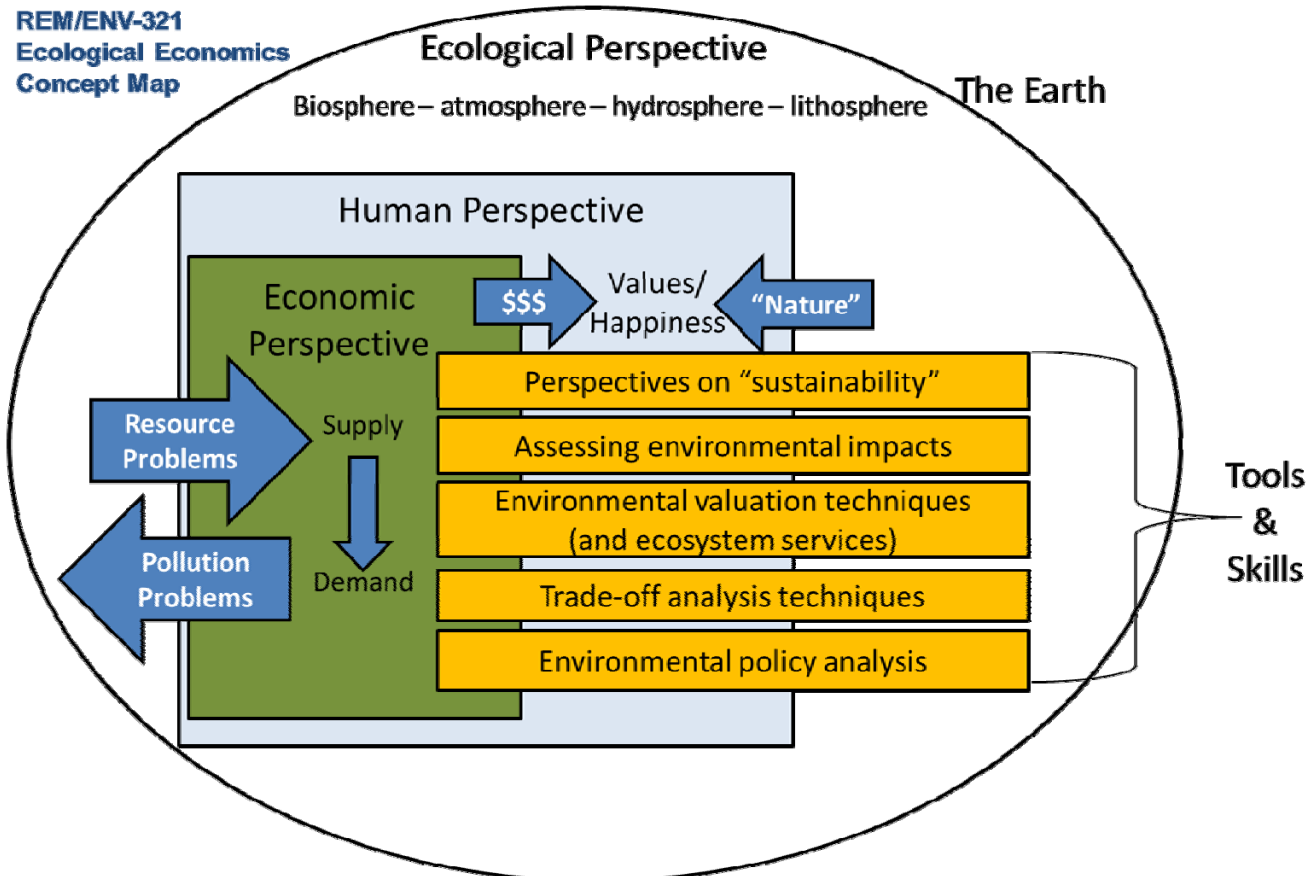 REM/ENV-321
Ecological Economics
Concept Map
Ecological Perspective
The Earth
Biosphere – atmosphere – hydrosphere – lithosphere
Human Perspective
Economic
Perspective
$$$
Values/
Happiness
“Nature”
Resource
Problems
Supply
Pollution
Problems
Demand
Perspectives on “sustainability”
Assessing environmental impacts
Environmental valuation techniques
(and ecosystem services)
Trade-off analysis techniques
Environmental policy analysis
Tools
&
Skills